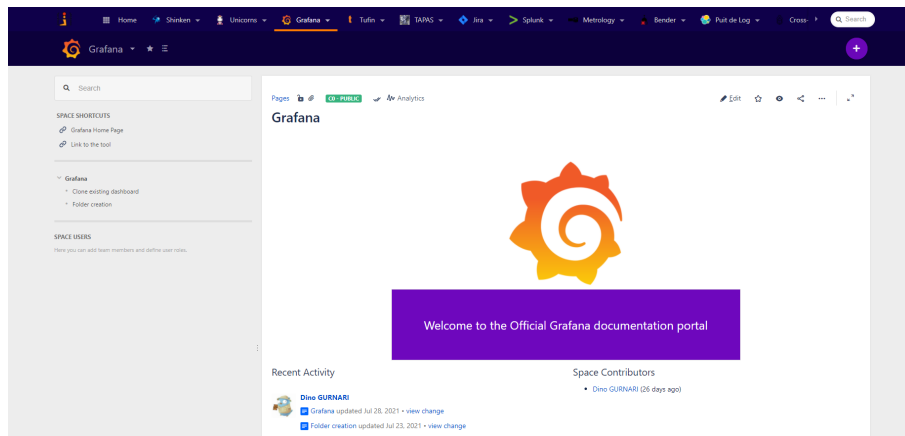 Home Shinken Unicorns Grafana Tufin TAPAS Jira Splunk Metrology Bender Puit de Log Cross- Search
Grafana
Search
SPACE SHORTCUTS
Grafana Home Page
Link to the tool
Grafana
Clone existing dashboard
Folder creation
SPACE USERS
Here you can add team members and define user roles.
Pages C0 - PUBLIC Analytics Edit
Grafana
Welcome to the Official Grafana documentation portal
Recent Activity
Dino GURNARI
Grafana updated Jul 28, 2021 • view change
Folder creation updated Jul 23, 2021 • view change
Space Contributors
Dino GURNARI (26 days ago)